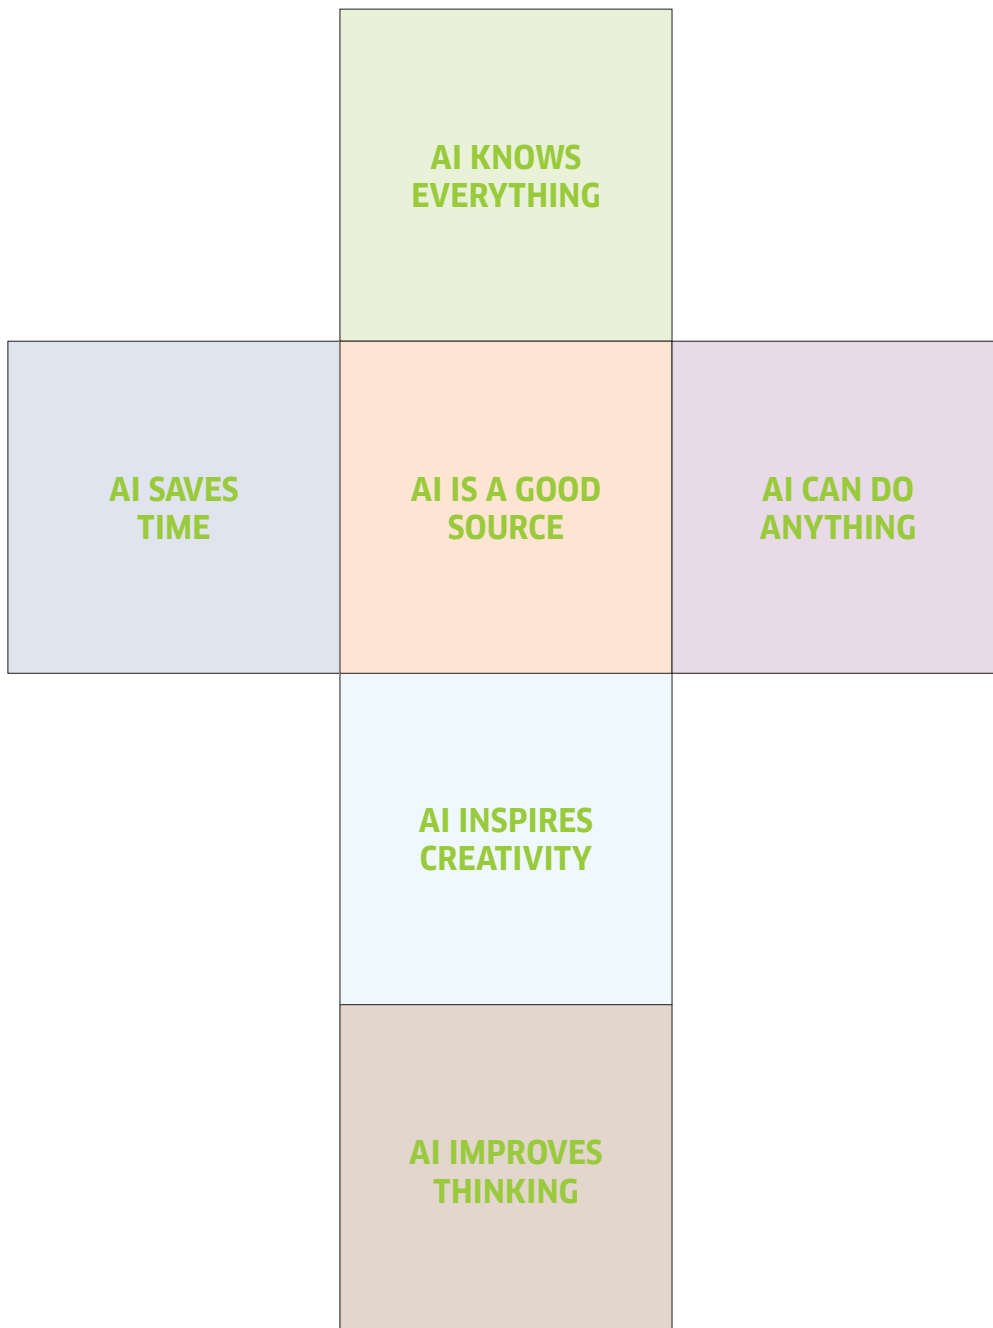 AI KNOWS
EVERYTHING
AI SAVES
TIME
AI IS A GOOD
SOURCE
AI CAN DO
ANYTHING
AI INSPIRES
CREATIVITY
AI IMPROVES
THINKING